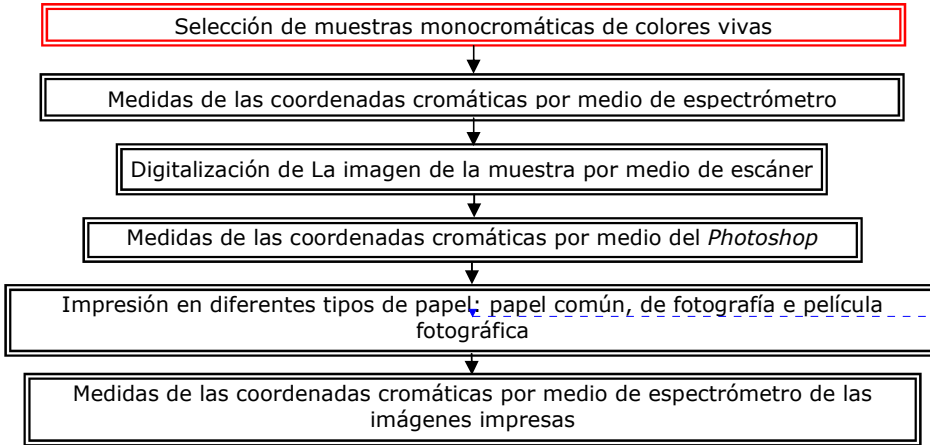 Selección de muestras monocromáticas de colores vivas
Medidas de las coordenadas cromáticas por medio de espectrómetro
Digitalización de La imagen de la muestra por medio de escáner
Medidas de las coordenadas cromáticas por medio del Photoshop
Impresión en diferentes tipos de papel: papel común, de fotografía e película
fotográfica
Medidas de las coordenadas cromáticas por medio de espectrómetro de las
imágenes impresas